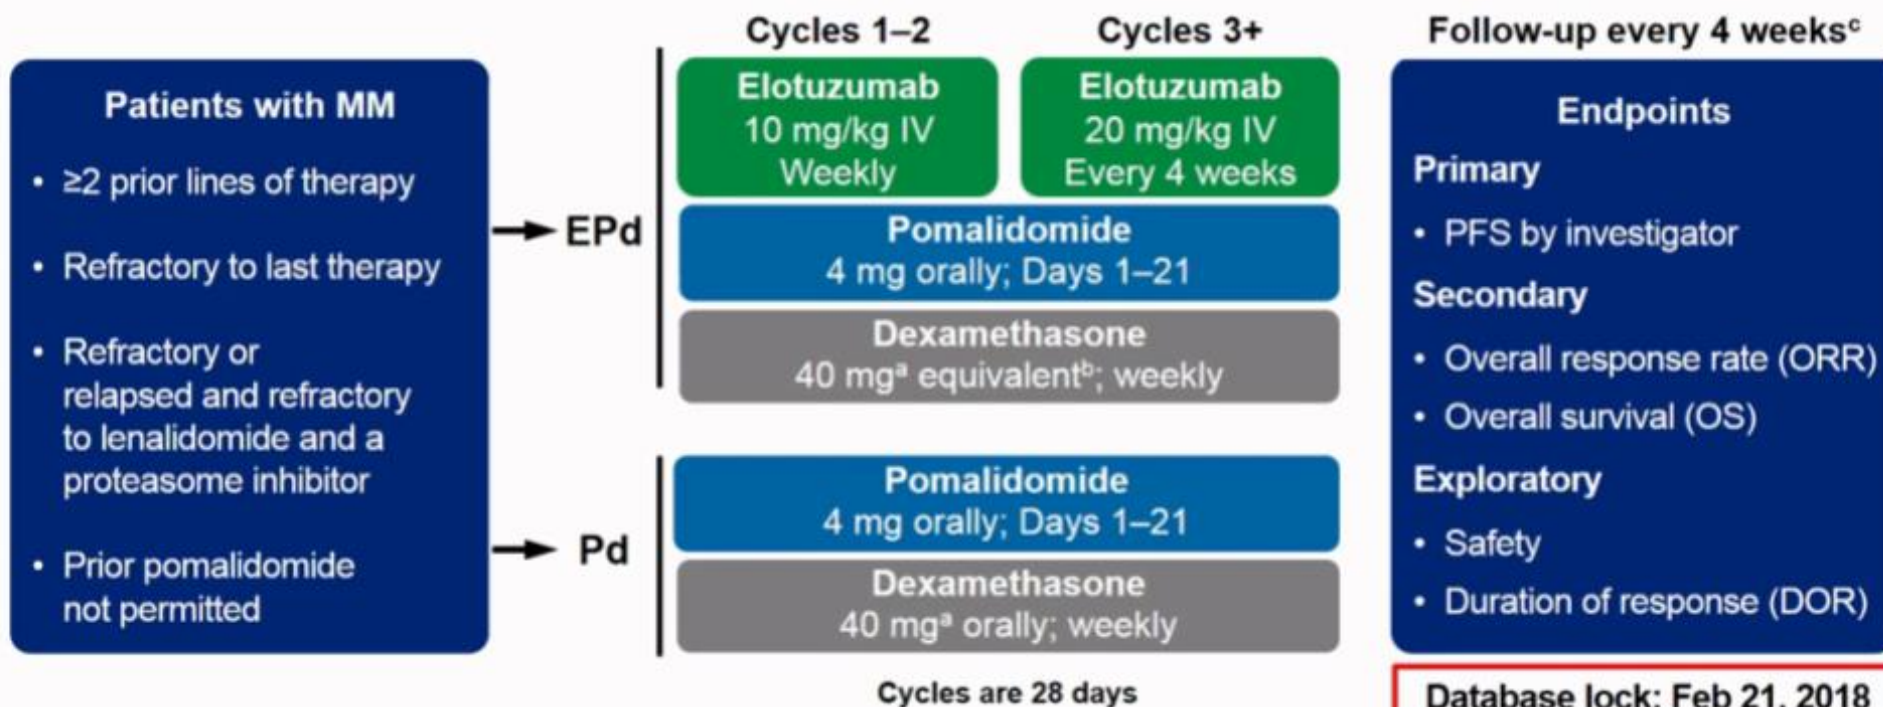 Patients with MM
• ≥2 prior lines of therapy
• Refractory to last therapy
• Refractory or
relapsed and refractory
to lenalidomide and a
proteasome inhibitor
• Prior pomalidomide
not permitted
EPd
Pd
Cycles 1–2
Cycles 3+
Elotuzumab
10 mg/kg IV
Weekly
Elotuzumab
20 mg/kg IV
Every 4 weeks
Pomalidomide
4 mg orally; Days 1–21
Dexamethasone
40 mgᵃ equivalentᵇ; weekly
Pomalidomide
4 mg orally; Days 1–21
Dexamethasone
40 mgᵃ orally; weekly
Cycles are 28 days
Follow-up every 4 weeksᶜ
Endpoints
Primary
• PFS by investigator
Secondary
• Overall response rate (ORR)
• Overall survival (OS)
Exploratory
• Safety
• Duration of response (DOR)
Database lock: Feb 21, 2018